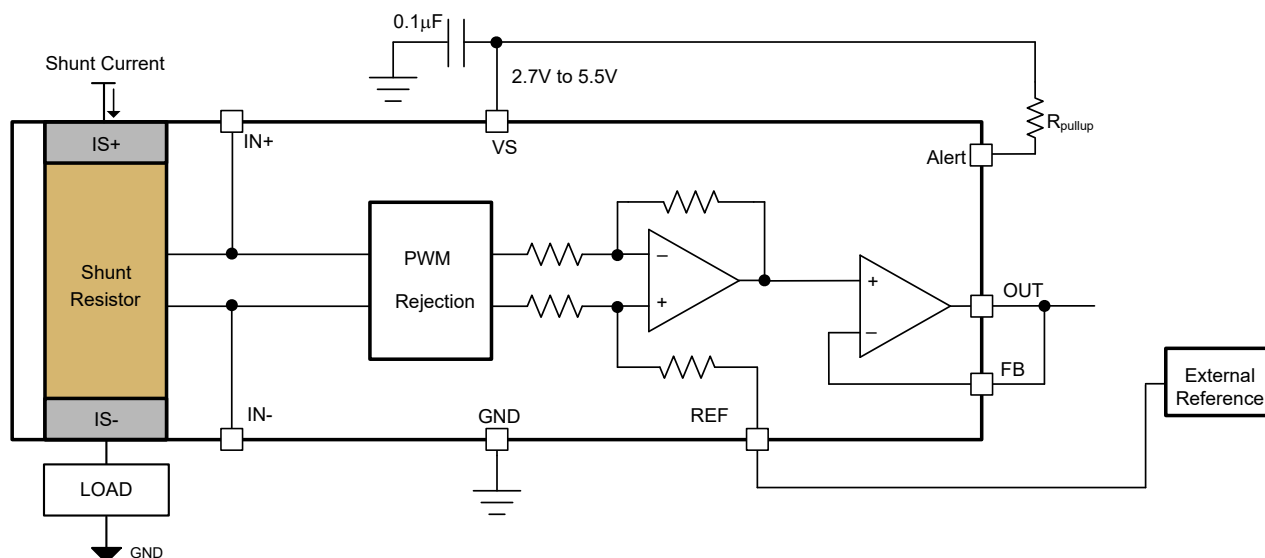 0.1μF
Shunt Current
2.7V to 5.5V
Rpullup
IS+
IN+
VS
Alert
Shunt
Resistor
PWM
Rejection
−
+
+
−
OUT
FB
External
Reference
IS-
IN-
GND
REF
LOAD
GND